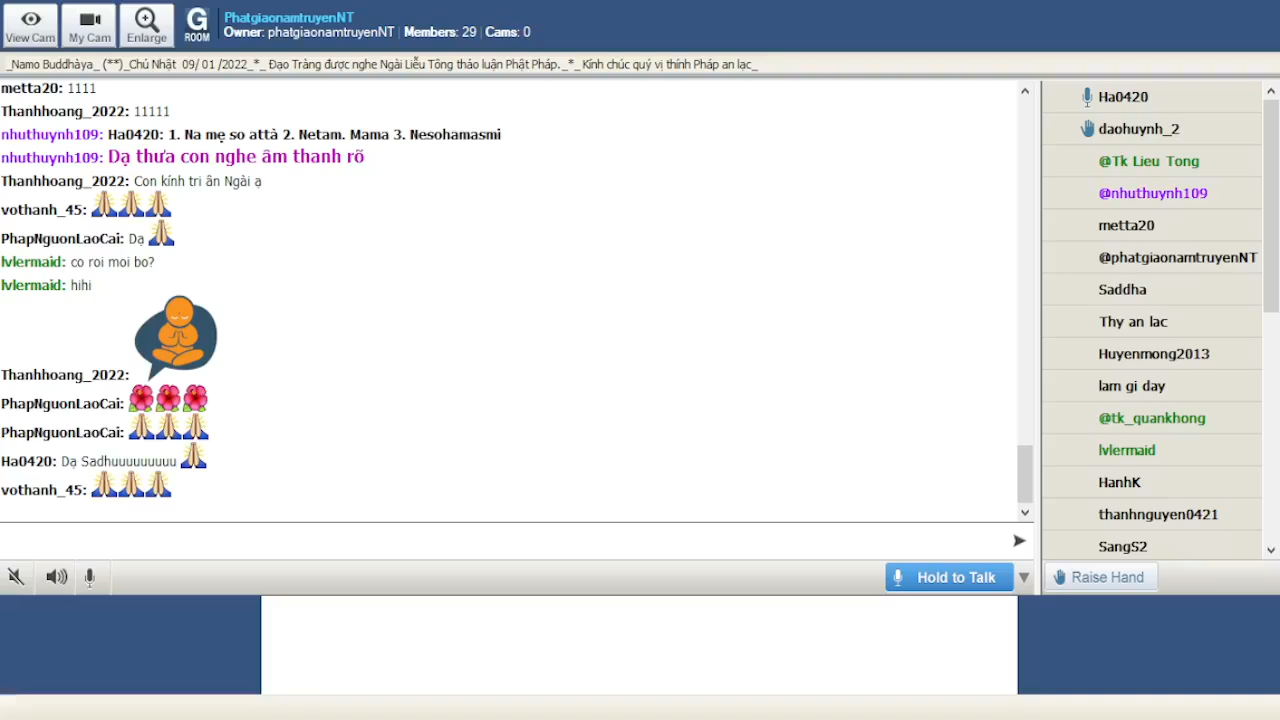 View Cam
My Cam
Enlarge
G
ROOM
PhatgiaonamtruyenNT
Owner: phatgiaonamtruyenNT | Members: 29 | Cams: 0
_Namo Buddhàya_ (**)_Chủ Nhật 09/ 01 /2022_*_ Đạo Tràng được nghe Ngài Liễu Tông thảo luận Phật Pháp._*_ Kính chúc quý vị thính Pháp an lạc_
metta20: 1111
Thanhhoang_2022: 11111
nhuthuynh109: Ha0420: 1. Na mẹ so attà 2. Netam. Mama 3. Nesohamasmi
nhuthuynh109: Dạ thưa con nghe âm thanh rõ
Thanhhoang_2022: Con kính tri ân Ngài ạ
vothanh_45:
PhapNguonLaoCai: Dạ
lvlermaid: co roi moi bo?
lvlermaid: hihi
Thanhhoang_2022:
PhapNguonLaoCai:
PhapNguonLaoCai:
Ha0420: Dạ Sadhuuuuuuuuu
vothanh_45:
Hold to Talk
Ha0420
daohuynh_2
@Tk Lieu Tong
@nhuthuynh109
metta20
@phatgiaonamtruyenNT
Saddha
Thy an lac
Huyenmong2013
lam gi day
@tk_quankhong
lvlermaid
HanhK
thanhnguyen0421
SangS2
Raise Hand